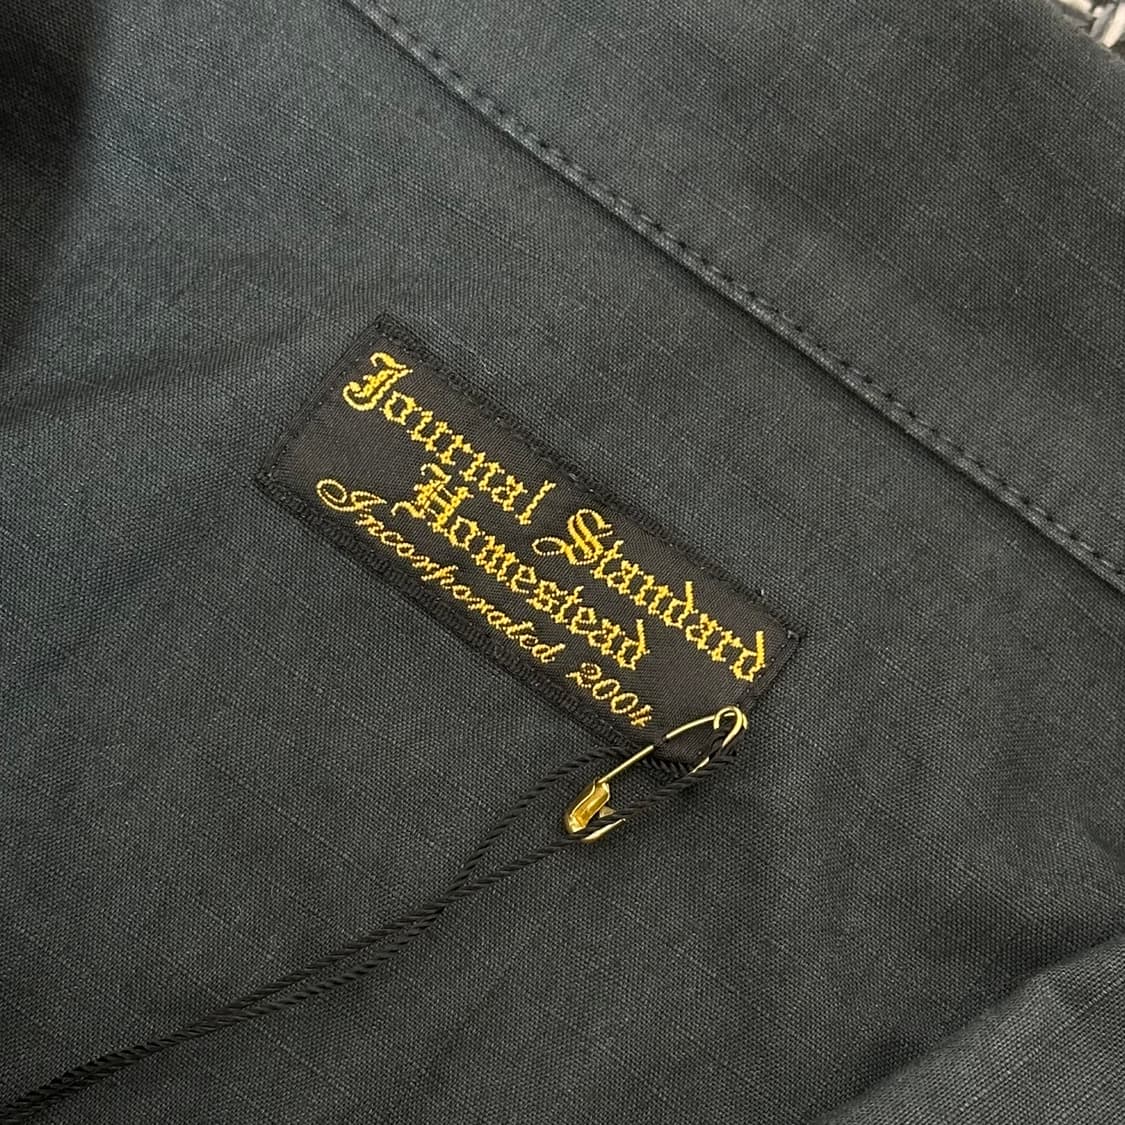 Journal Standard
Homestead
Incorporated 2004